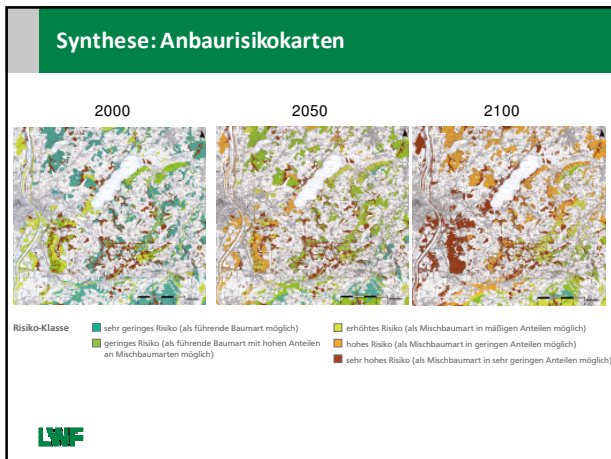 Synthese: Anbaurisikokarten
2000
2050
2100
Risiko-Klasse
sehr geringes Risiko (als führende Baumart möglich)
geringes Risiko (als führende Baumart mit hohen Anteilen
an Mischbaumarten möglich)
erhöhtes Risiko (als Mischbaumart in mäßigen Anteilen möglich)
hohes Risiko (als Mischbaumart in geringen Anteilen möglich)
sehr hohes Risiko (als Mischbaumart in sehr geringen Anteilen möglich)
LWF